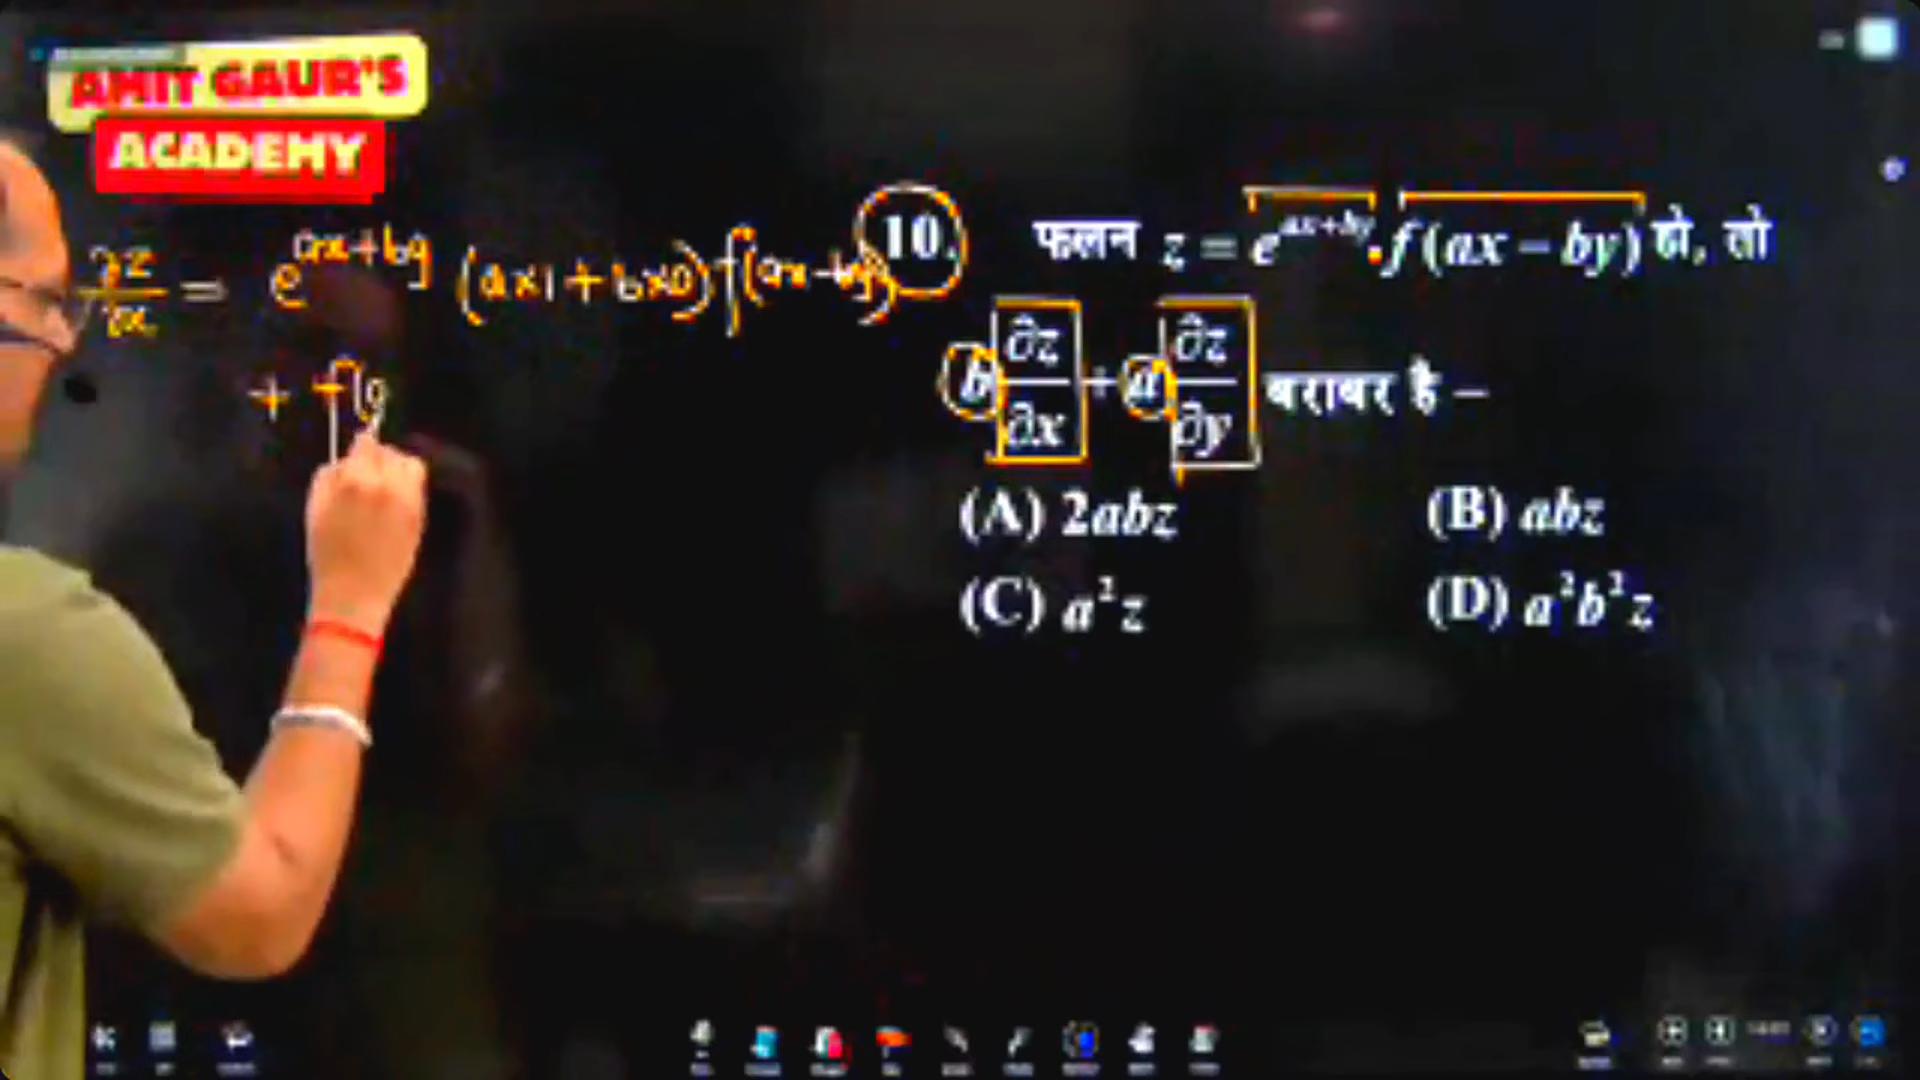 AMIT GAUR'S
ACADEMY
∂z/∂x = e^(ax+by) (a×1 + b×0) f(ax-by)
+ f'(
10. फलन z = e^(ax+by).f(ax – by) हो, तो
b ∂z/∂x + a ∂z/∂y बराबर है –
(A) 2abz (B) abz
(C) a²z (D) a²b²z